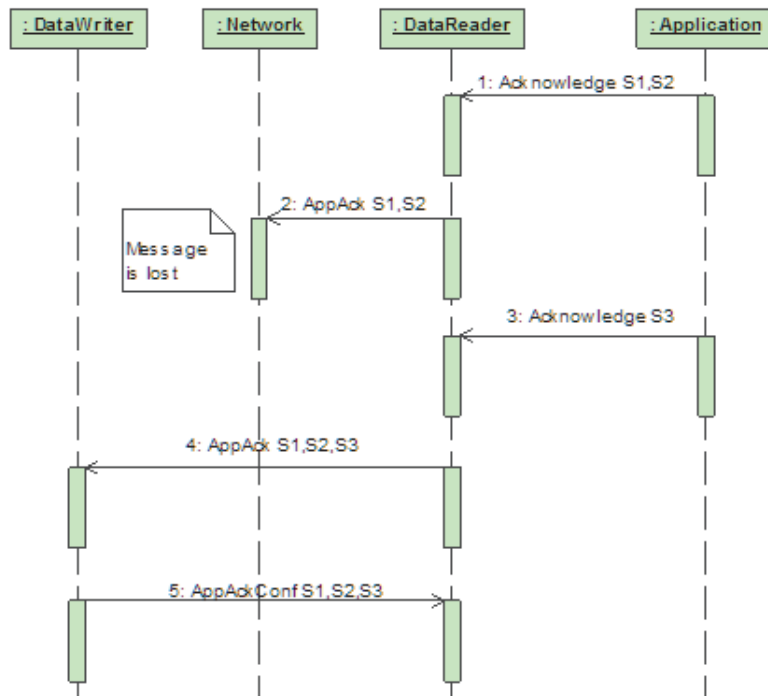 : DataWriter
: Network
: DataReader
: Application
1: Acknowledge S1,S2
2: AppAck S1,S2
Message
is lost
3: Acknowledge S3
4: AppAck S1,S2,S3
5: AppAckConf S1,S2,S3